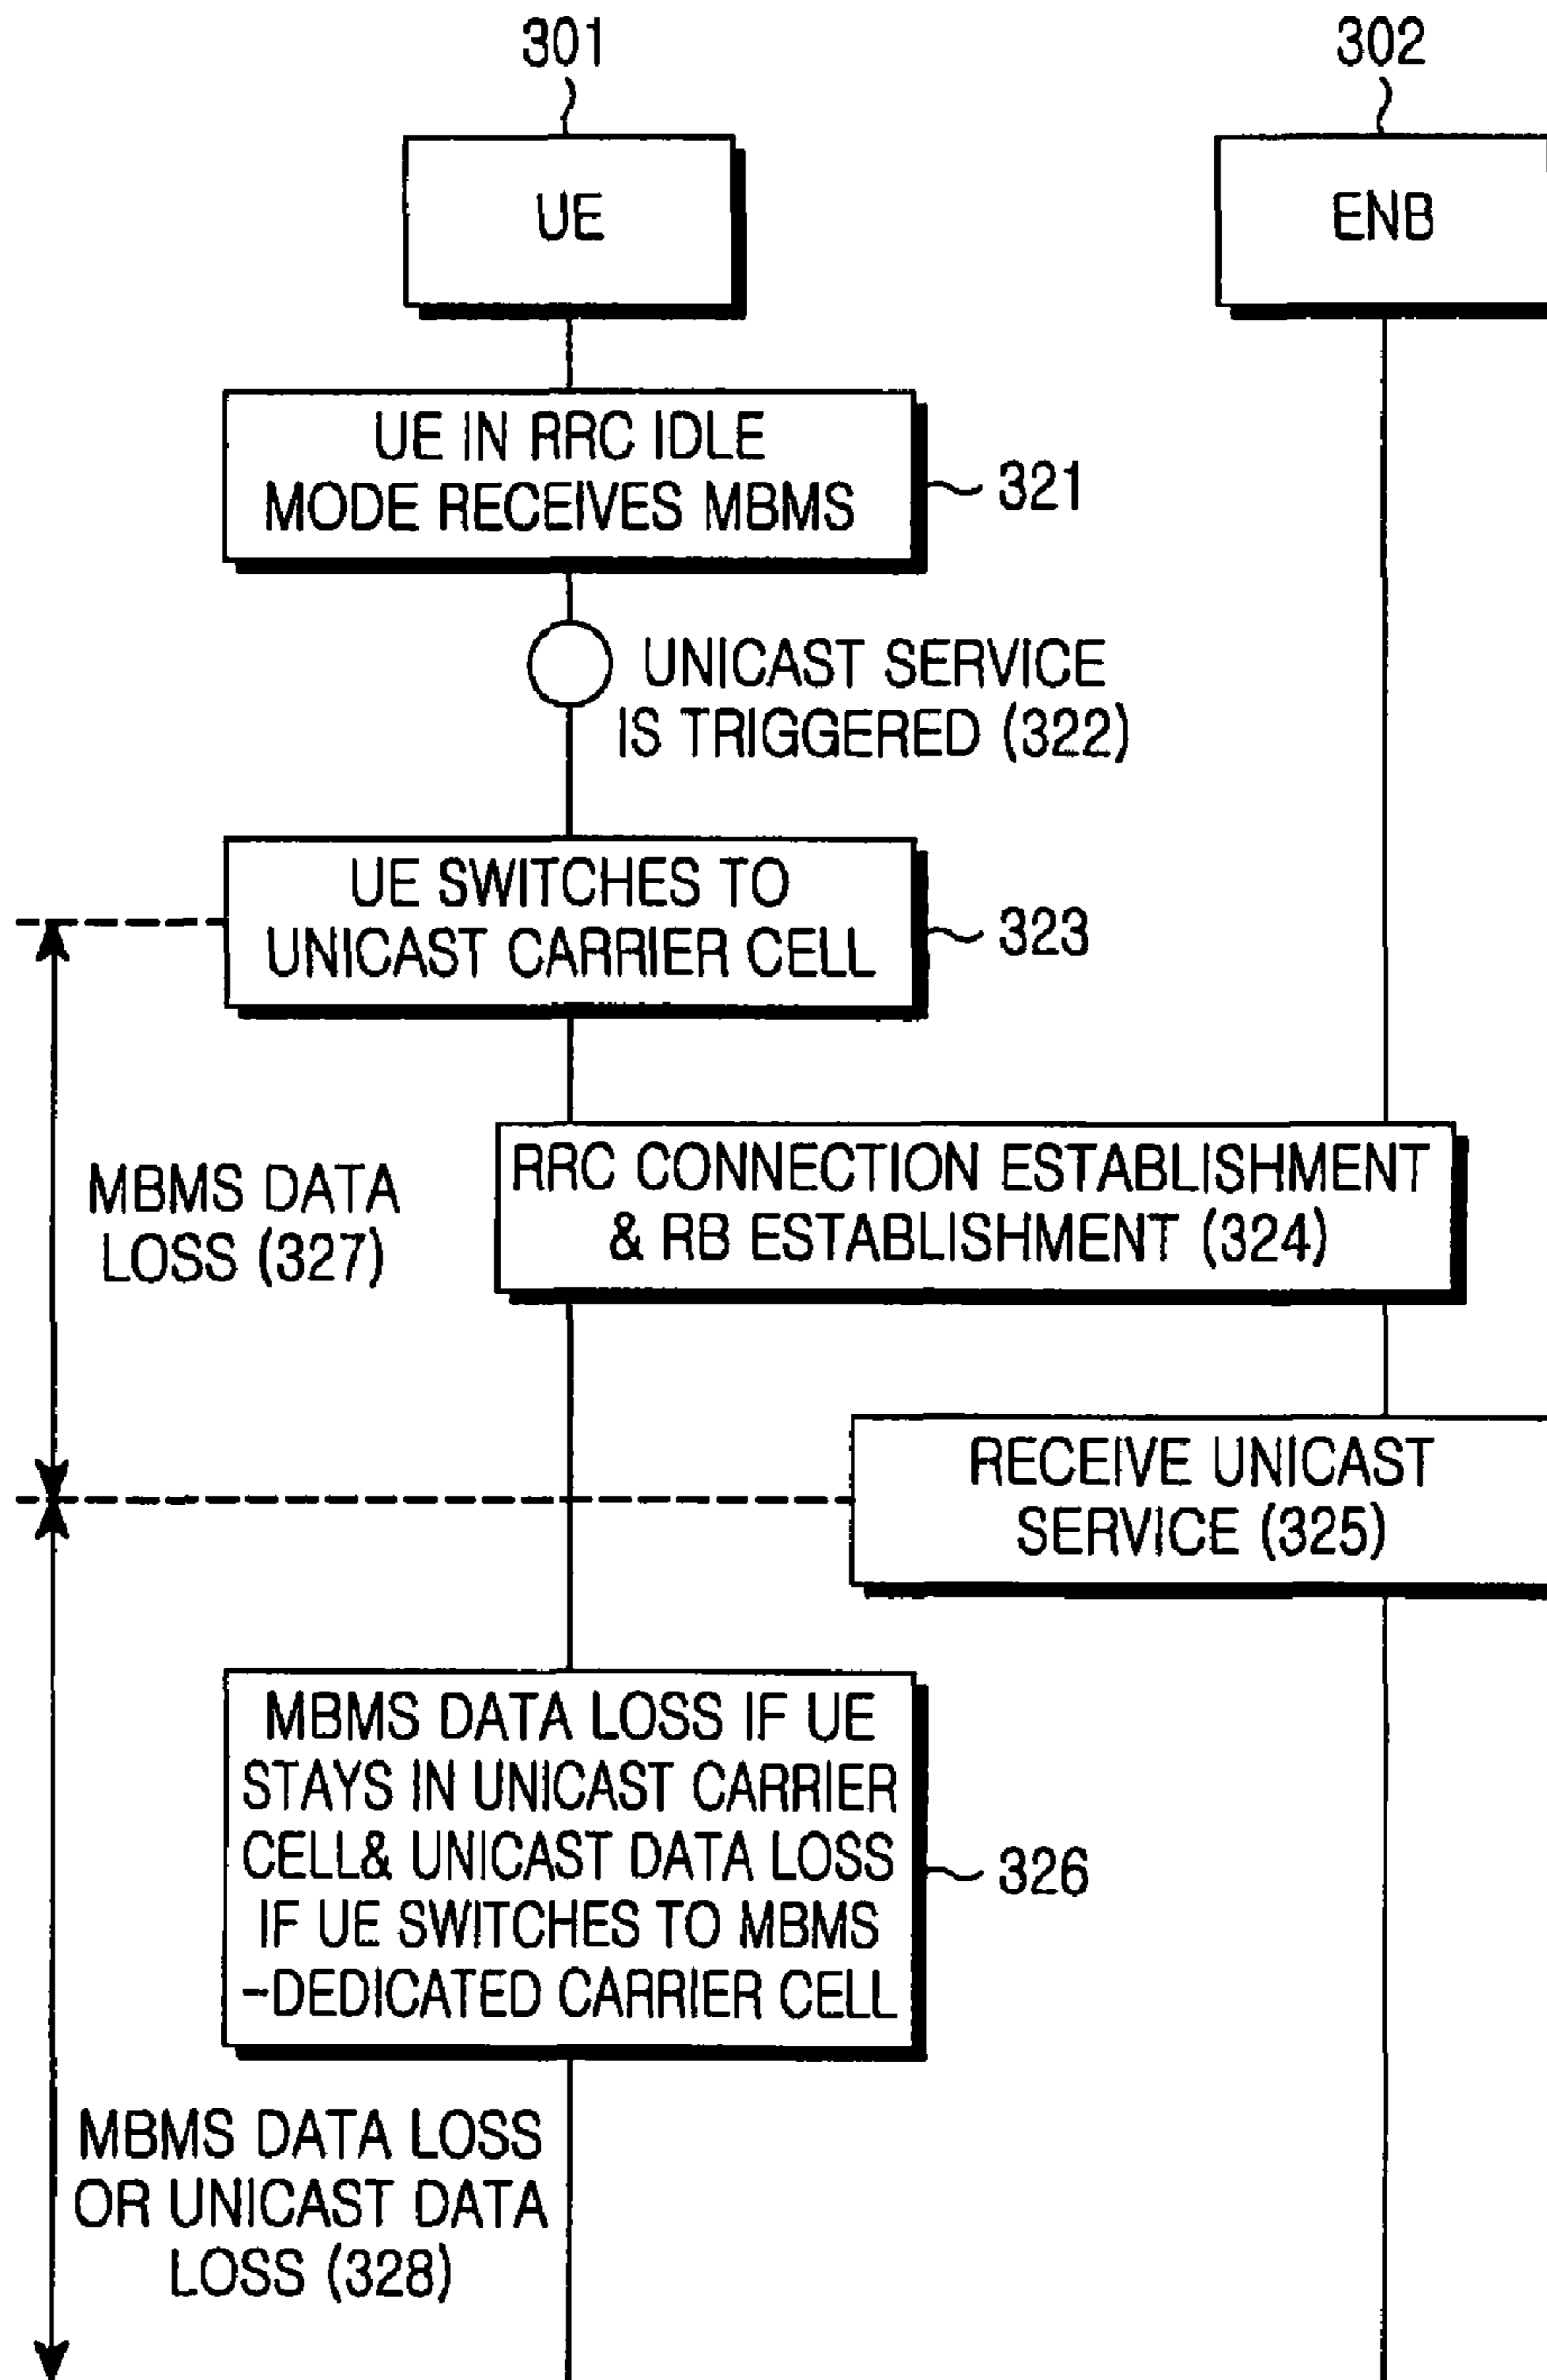 301
302
UE
ENB
UE IN RRC IDLE
MODE RECEIVES MBMS
321
UNICAST SERVICE
IS TRIGGERED (322)
UE SWITCHES TO
UNICAST CARRIER CELL
323
RRC CONNECTION ESTABLISHMENT
& RB ESTABLISHMENT (324)
MBMS DATA
LOSS (327)
RECEIVE UNICAST
SERVICE (325)
MBMS DATA LOSS IF UE
STAYS IN UNICAST CARRIER
CELL& UNICAST DATA LOSS
IF UE SWITCHES TO MBMS
-DEDICATED CARRIER CELL
326
MBMS DATA LOSS
OR UNICAST DATA
LOSS (328)